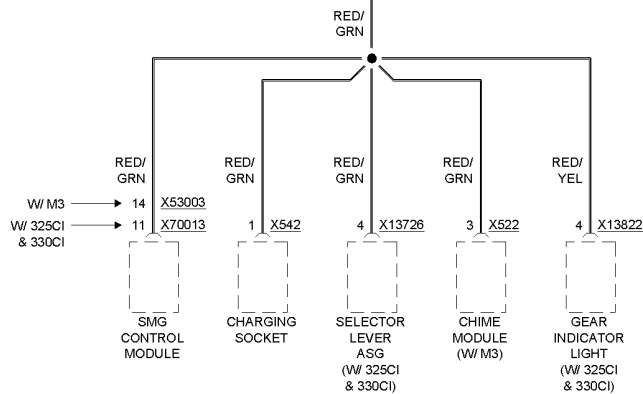 RED/
GRN
RED/
GRN
RED/
GRN
RED/
GRN
RED/
GRN
RED/
YEL
W/ M3 14 X53003
W/ 325CI
& 330CI
11 X70013
1 X542
4 X13726
3 X522
4 X13822
SMG
CONTROL
MODULE
CHARGING
SOCKET
SELECTOR
LEVER
ASG
(W/ 325CI
& 330CI)
CHIME
MODULE
(W/ M3)
GEAR
INDICATOR
LIGHT
(W/ 325CI
& 330CI)